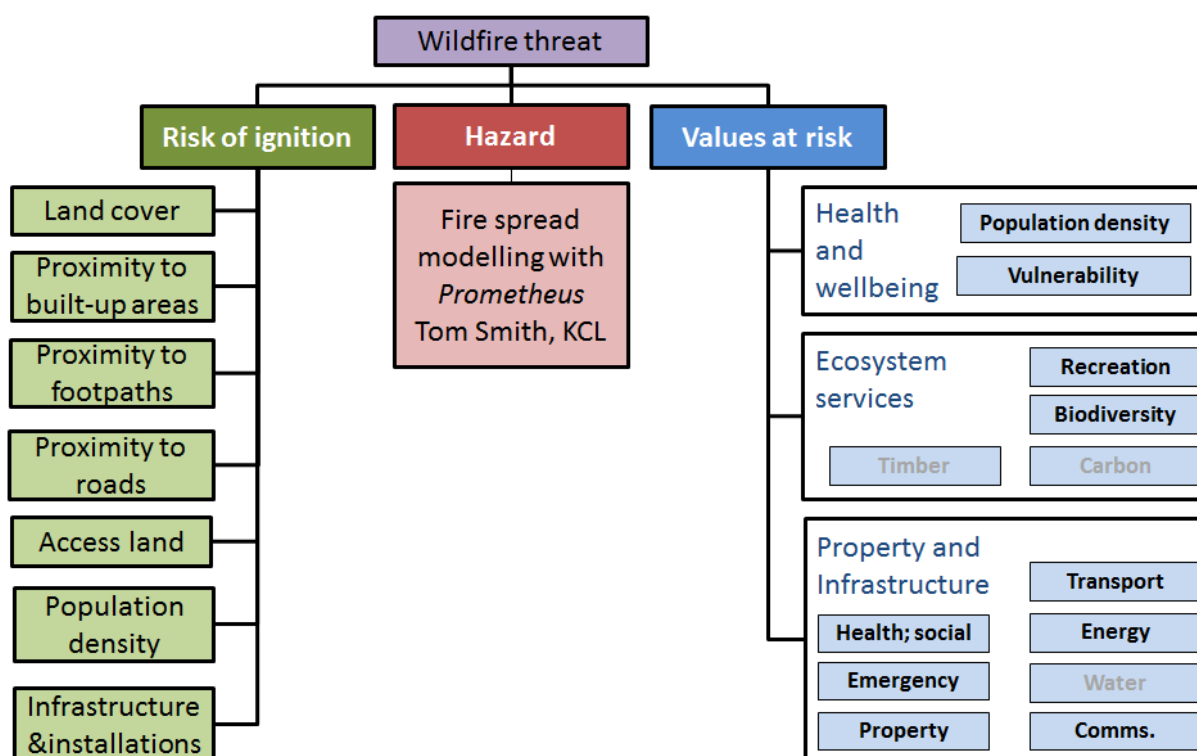 Wildfire threat
Risk of ignition
Hazard
Values at risk
Land cover
Proximity to
built-up areas
Proximity to
footpaths
Proximity to
roads
Access land
Population
density
Infrastructure
&installations
Fire spread
modelling with
Prometheus
Tom Smith, KCL
Health
and
wellbeing
Population density
Vulnerability
Ecosystem
services
Recreation
Biodiversity
Timber
Carbon
Property and
Infrastructure
Transport
Health; social
Energy
Emergency
Water
Property
Comms.